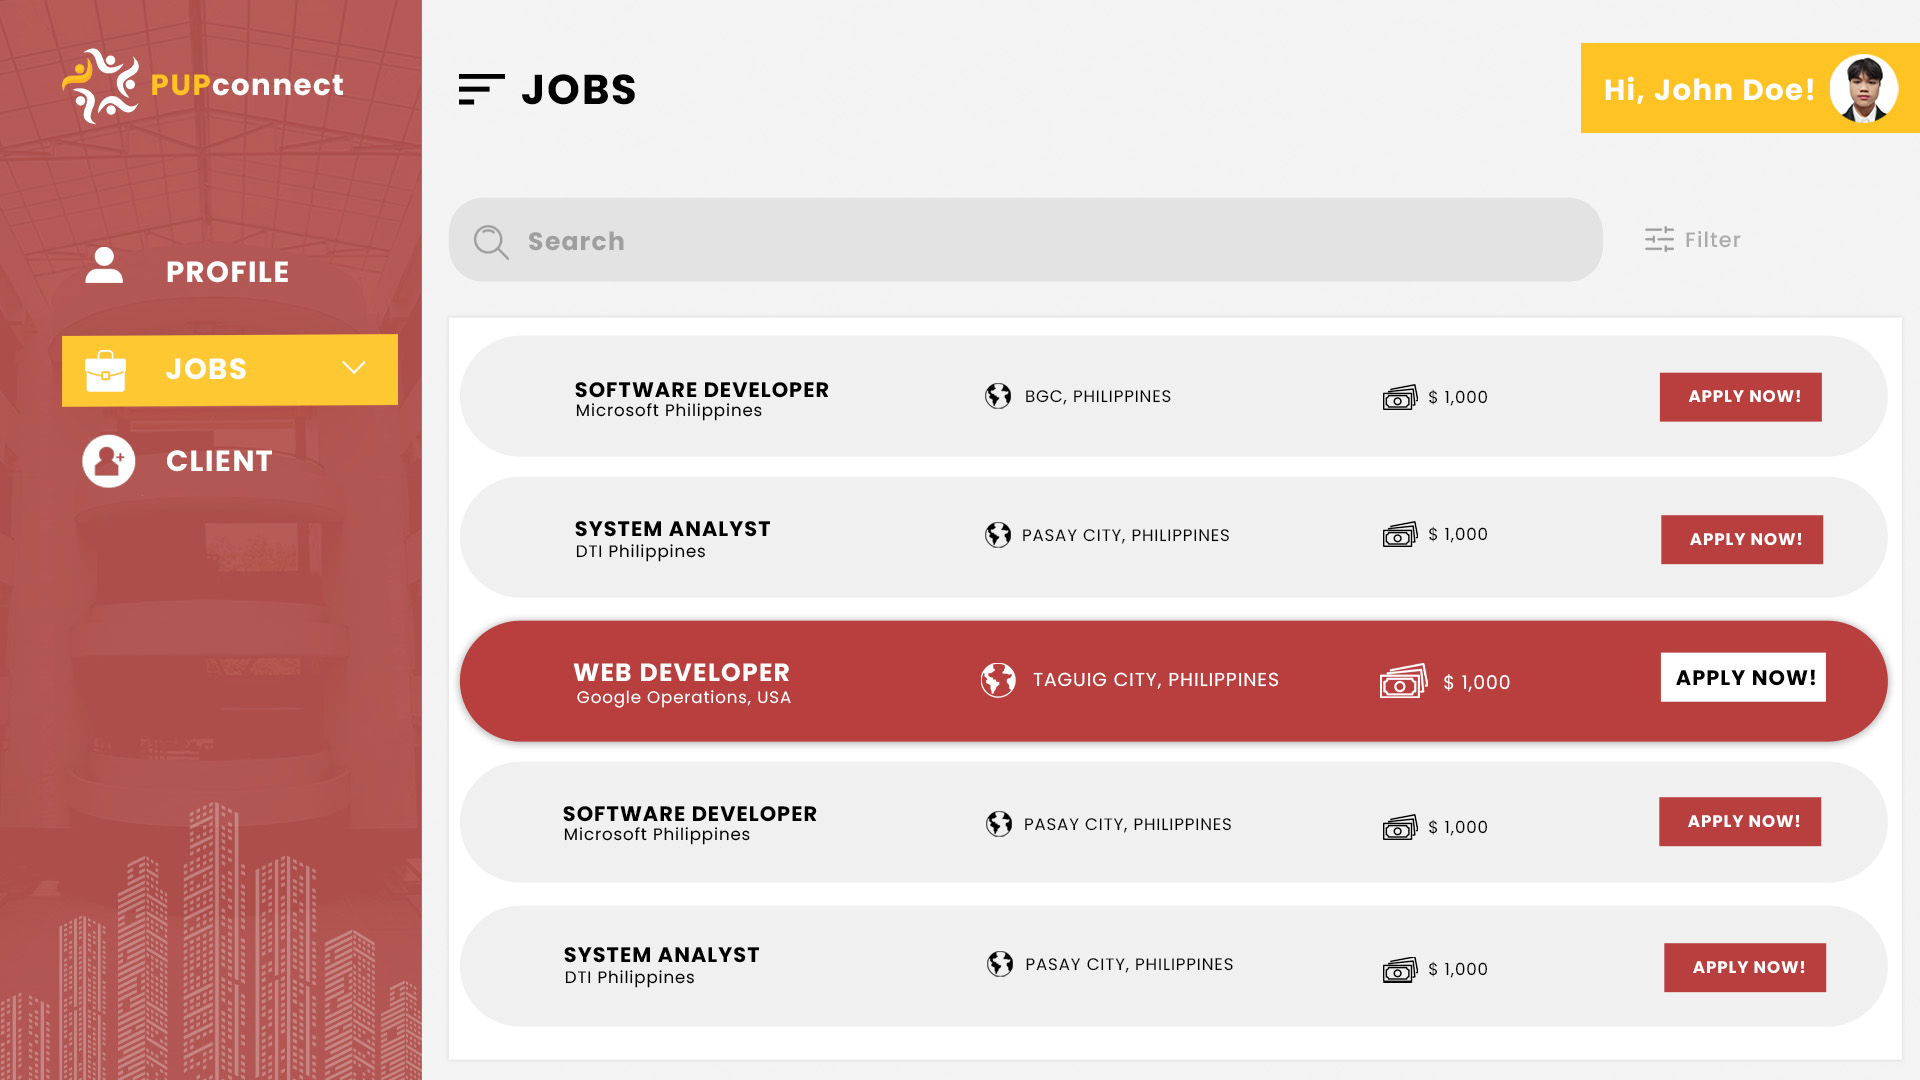 PUPconnect
JOBS
Hi, John Doe!
PROFILE
JOBS
CLIENT
Search
Filter
SOFTWARE DEVELOPER
Microsoft Philippines
BGC, PHILIPPINES
$ 1,000
APPLY NOW!
SYSTEM ANALYST
DTI Philippines
PASAY CITY, PHILIPPINES
$ 1,000
APPLY NOW!
WEB DEVELOPER
Google Operations, USA
TAGUIG CITY, PHILIPPINES
$ 1,000
APPLY NOW!
SOFTWARE DEVELOPER
Microsoft Philippines
PASAY CITY, PHILIPPINES
$ 1,000
APPLY NOW!
SYSTEM ANALYST
DTI Philippines
PASAY CITY, PHILIPPINES
$ 1,000
APPLY NOW!